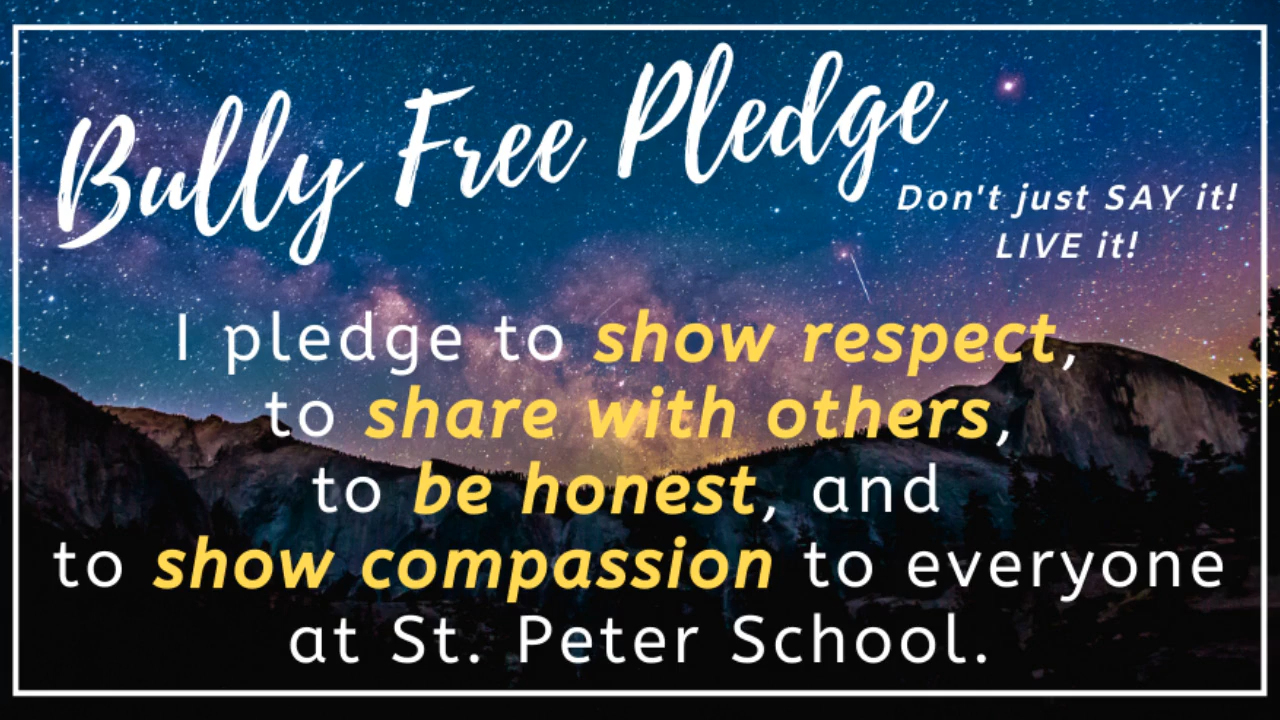 Bully Free Pledge
Don't just SAY it!
LIVE it!
I pledge to show respect,
to share with others,
to be honest, and
to show compassion to everyone
at St. Peter School.